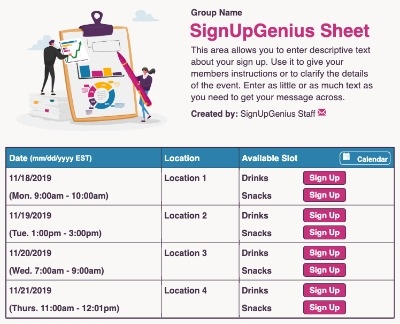 Group Name
SignUpGenius Sheet
This area allows you to enter descriptive text
about your sign up. Use it to give your
members instructions or to clarify the details
of the event. Enter as little or as much text as
you need to get your message across.
Created by: SignUpGenius Staff
Date (mm/dd/yyyy EST) Location Available Slot Calendar
11/18/2019 Location 1 Drinks Sign Up
(Mon. 9:00am - 10:00am) Snacks Sign Up
11/19/2019 Location 2 Drinks Sign Up
(Tue. 1:00pm - 3:00pm) Snacks Sign Up
11/20/2019 Location 3 Drinks Sign Up
(Wed. 7:00am - 9:00am) Snacks Sign Up
11/21/2019 Location 4 Drinks Sign Up
(Thurs. 11:00am - 12:01pm) Snacks Sign Up